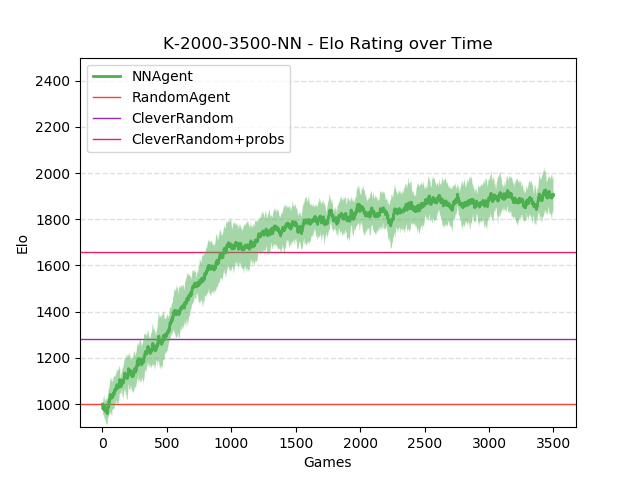 K-2000-3500-NN - Elo Rating over Time
NNAgent
RandomAgent
CleverRandom
CleverRandom+probs
2400
2200
2000
1800
1600
1400
1200
1000
Elo
0 500 1000 1500 2000 2500 3000 3500
Games